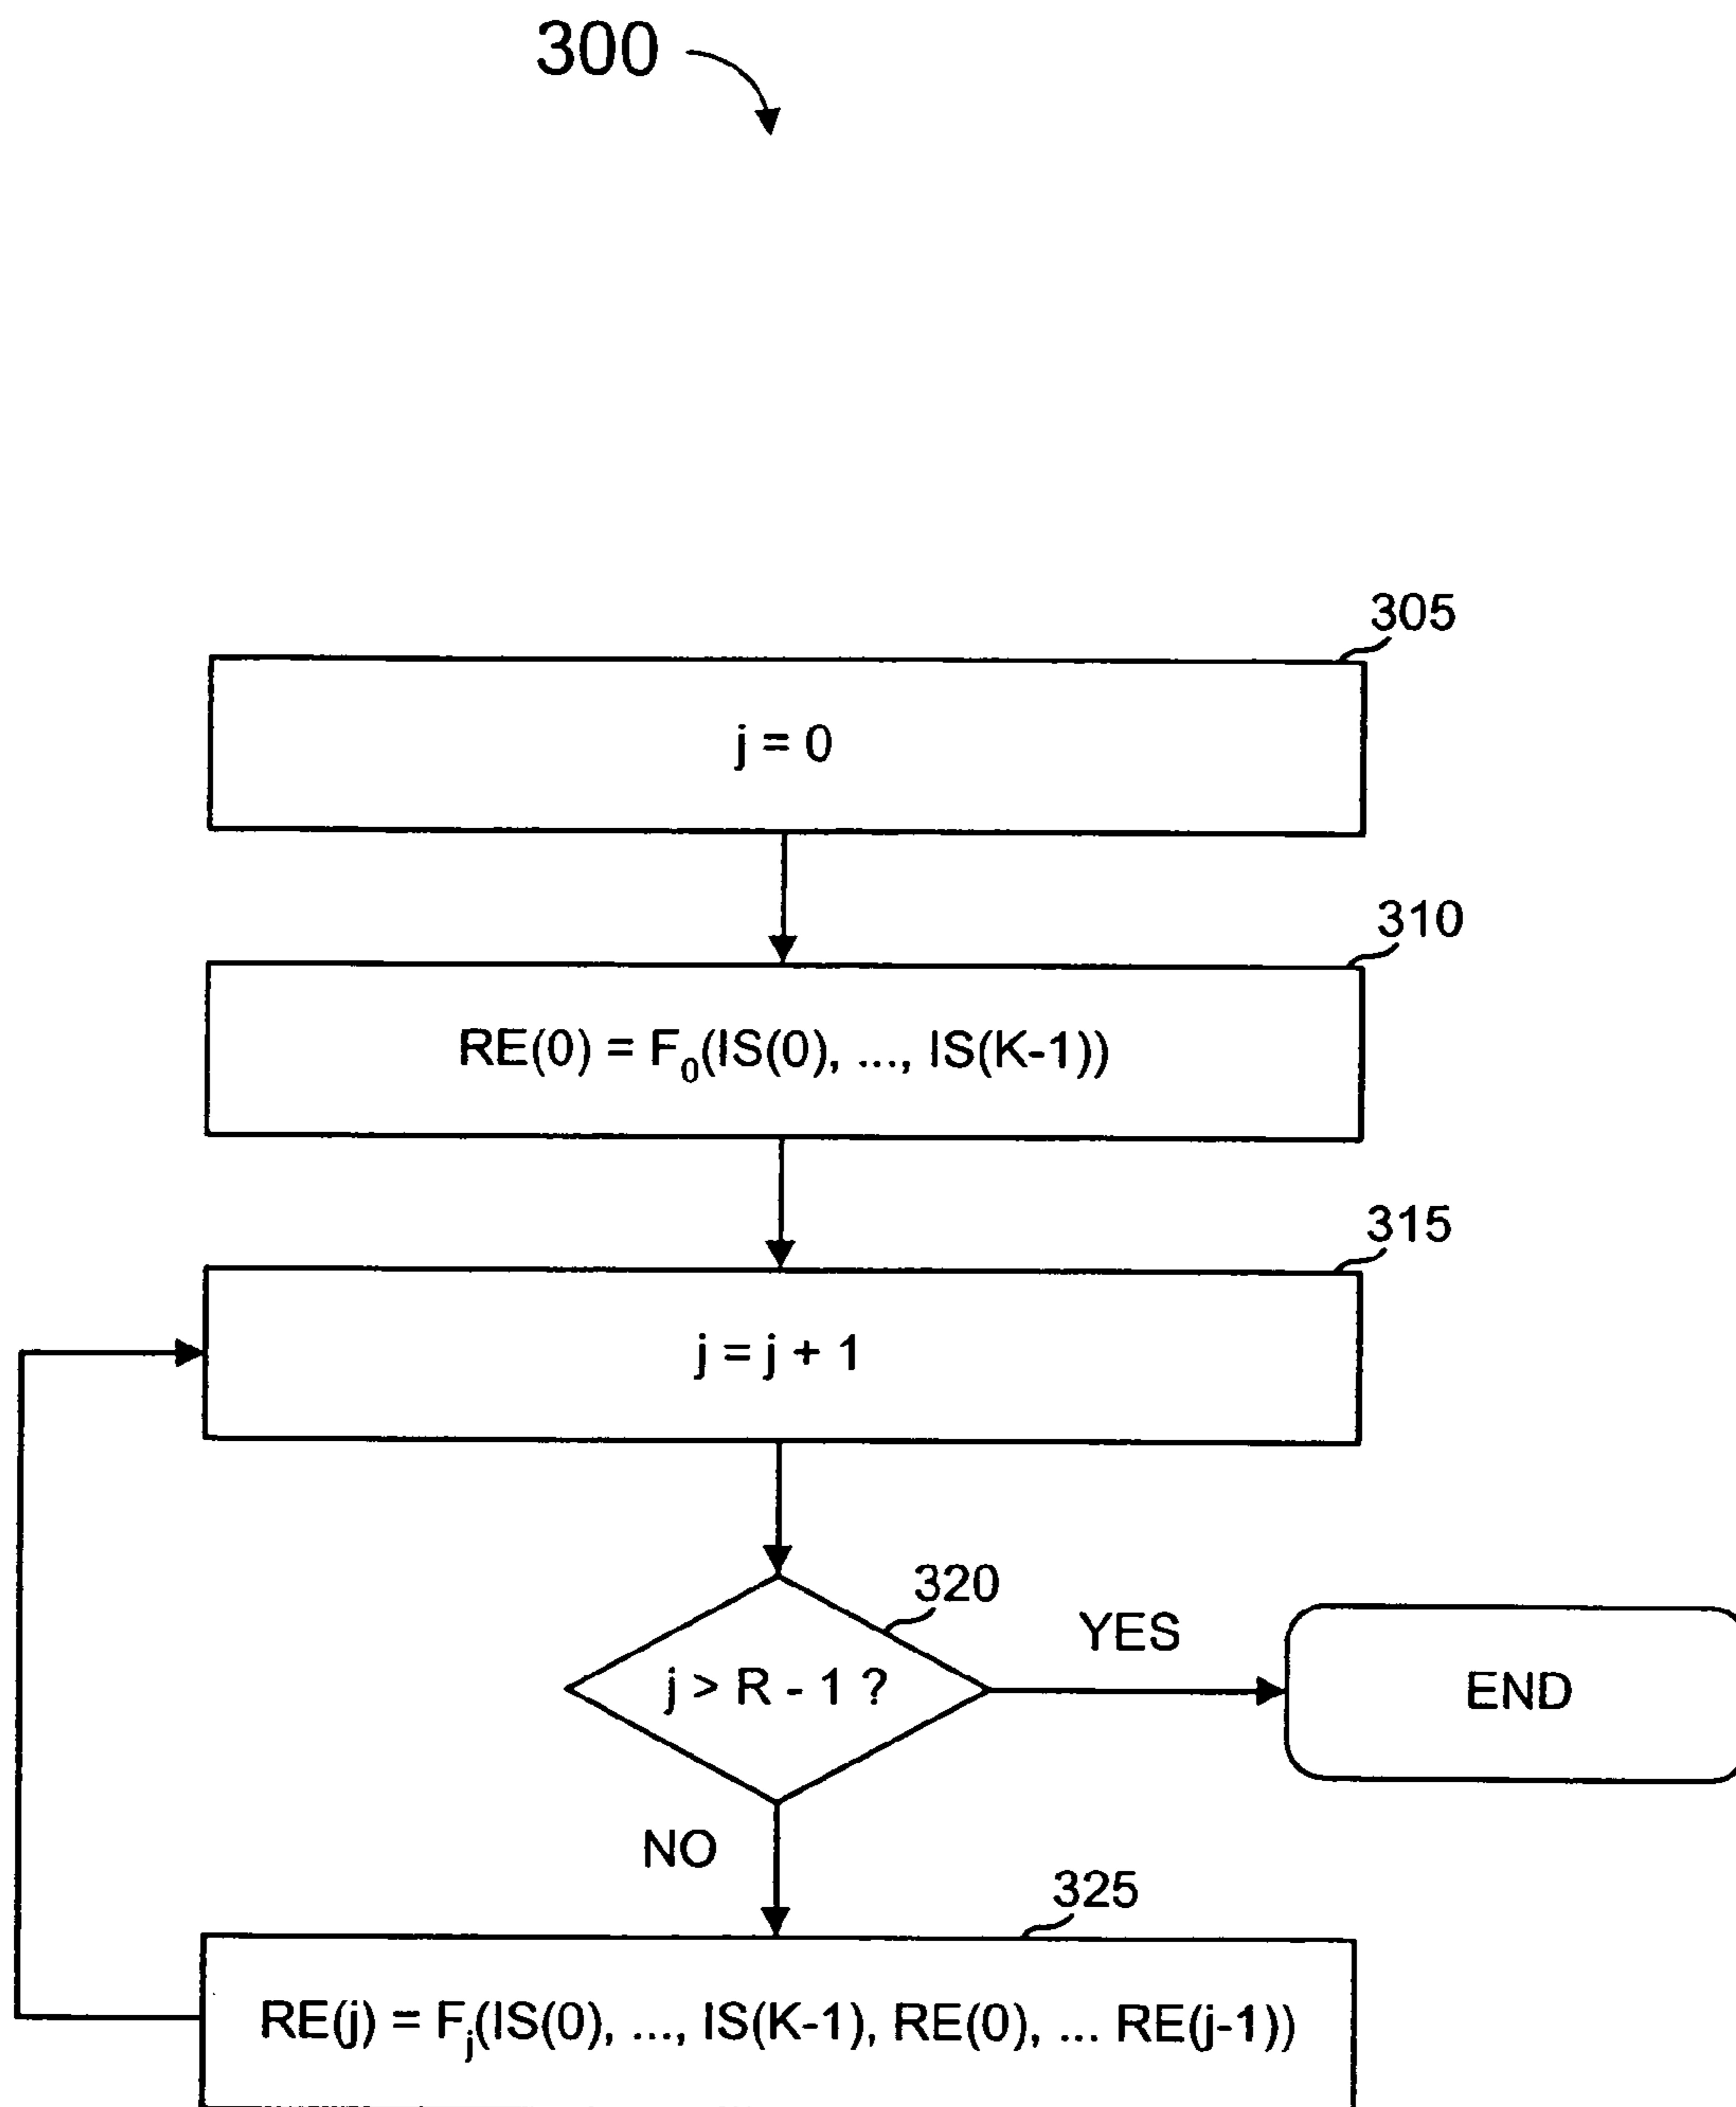 300
305
j = 0
310
RE(0) = F₀(IS(0), ..., IS(K-1))
315
j = j + 1
320
j > R - 1 ?
YES
END
NO
325
RE(j) = Fⱼ(IS(0), ..., IS(K-1), RE(0), ... RE(j-1))